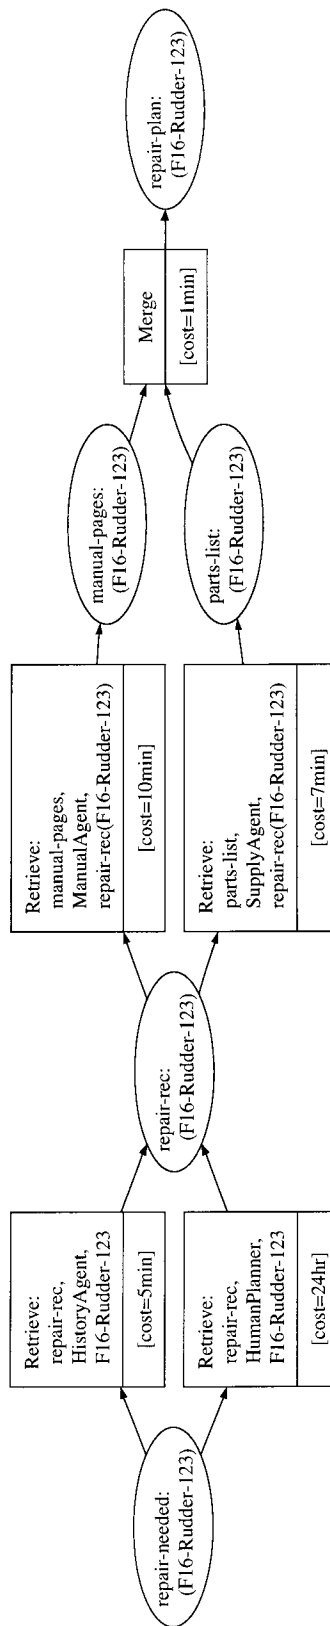 repair-needed:
(F16-Rudder-123)
Retrieve:
repair-rec,
HistoryAgent,
F16-Rudder-123
[cost=5min]
Retrieve:
repair-rec,
HumanPlanner,
F16-Rudder-123
[cost=24hr]
repair-rec:
(F16-Rudder-123)
Retrieve:
manual-pages,
ManualAgent,
repair-rec(F16-Rudder-123)
[cost=10min]
Retrieve:
parts-list,
SupplyAgent,
repair-rec(F16-Rudder-123)
[cost=7min]
manual-pages:
(F16-Rudder-123)
parts-list:
(F16-Rudder-123)
Merge
[cost=1min]
repair-plan:
(F16-Rudder-123)